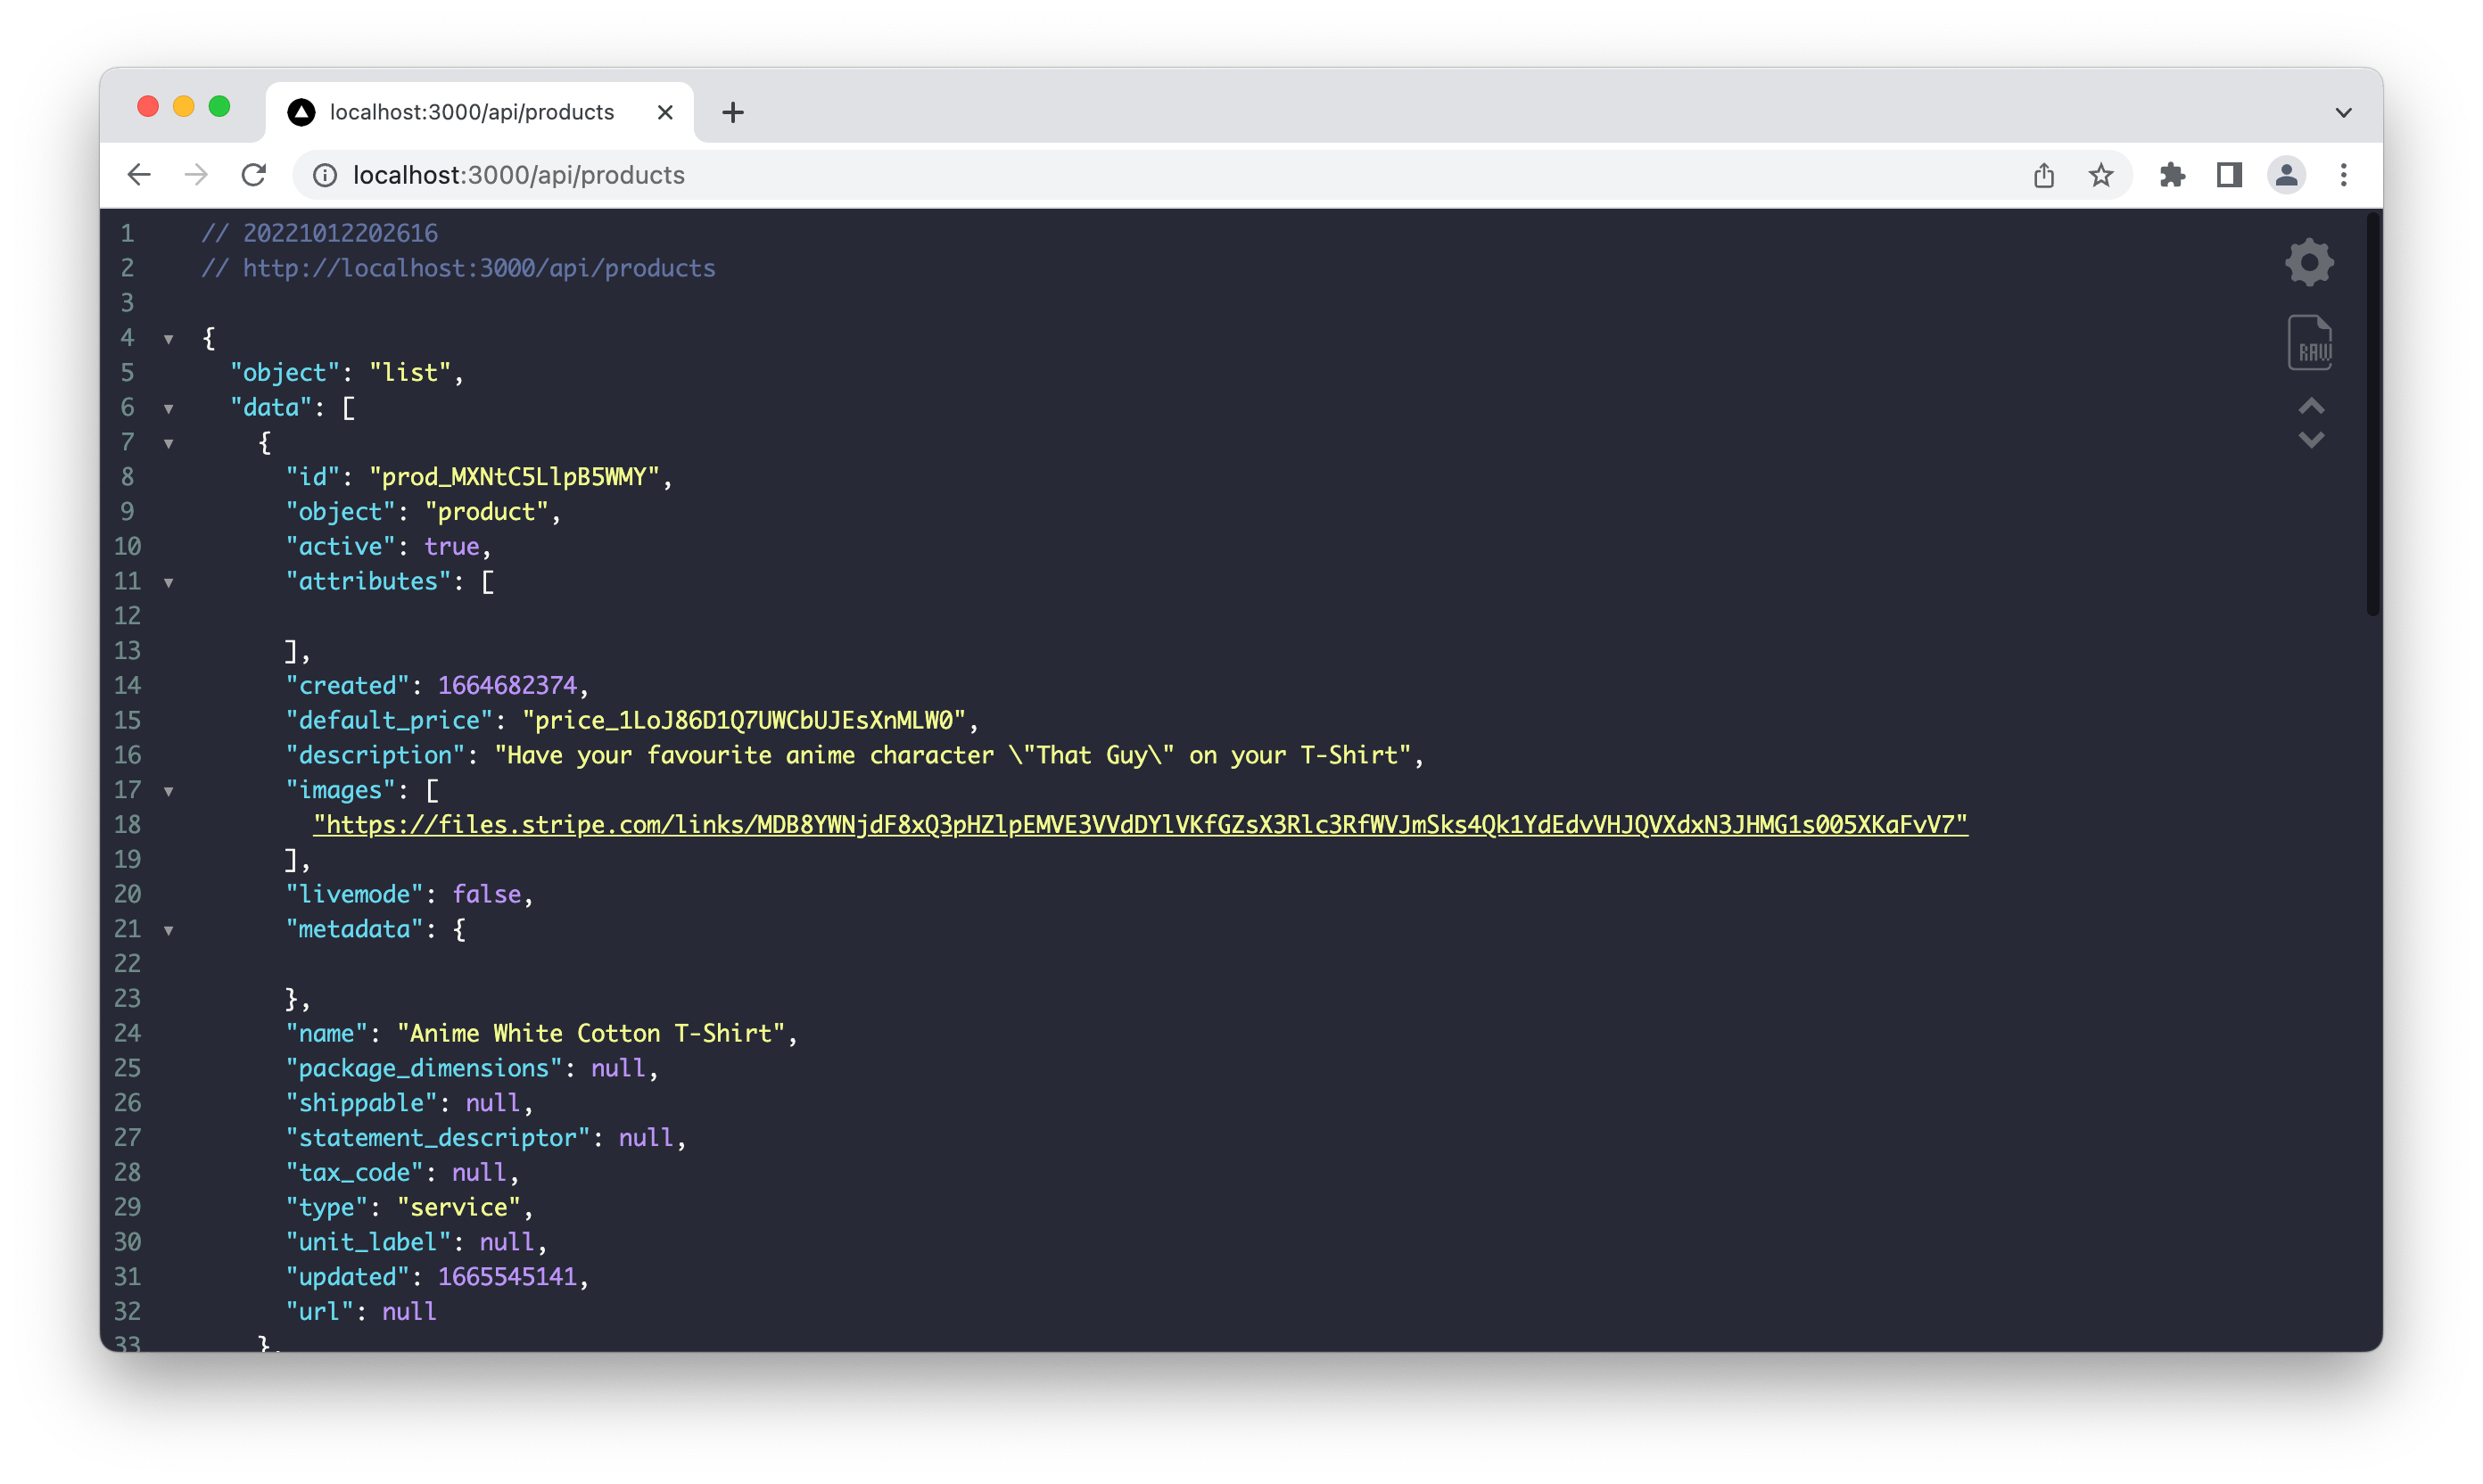 localhost:3000/api/products
localhost:3000/api/products
1 // 20221012202616
2 // http://localhost:3000/api/products
3
4 {
5 "object": "list",
6 "data": [
7 {
8 "id": "prod_MXNtC5LlpB5WMY",
9 "object": "product",
10 "active": true,
11 "attributes": [
12
13 ],
14 "created": 1664682374,
15 "default_price": "price_1LoJ86D1Q7UWCbUJEsXnMLW0",
16 "description": "Have your favourite anime character \"That Guy\" on your T-Shirt",
17 "images": [
18 "https://files.stripe.com/links/MDB8YWNjdF8xQ3pHZlpEMVE3VVdDYlVKfGZsX3Rlc3RfWVJmSks4Qk1YdEdvVHJQVXdxN3JHMG1s005XKaFvV7"
19 ],
20 "livemode": false,
21 "metadata": {
22
23 },
24 "name": "Anime White Cotton T-Shirt",
25 "package_dimensions": null,
26 "shippable": null,
27 "statement_descriptor": null,
28 "tax_code": null,
29 "type": "service",
30 "unit_label": null,
31 "updated": 1665545141,
32 "url": null
33 },
RAW